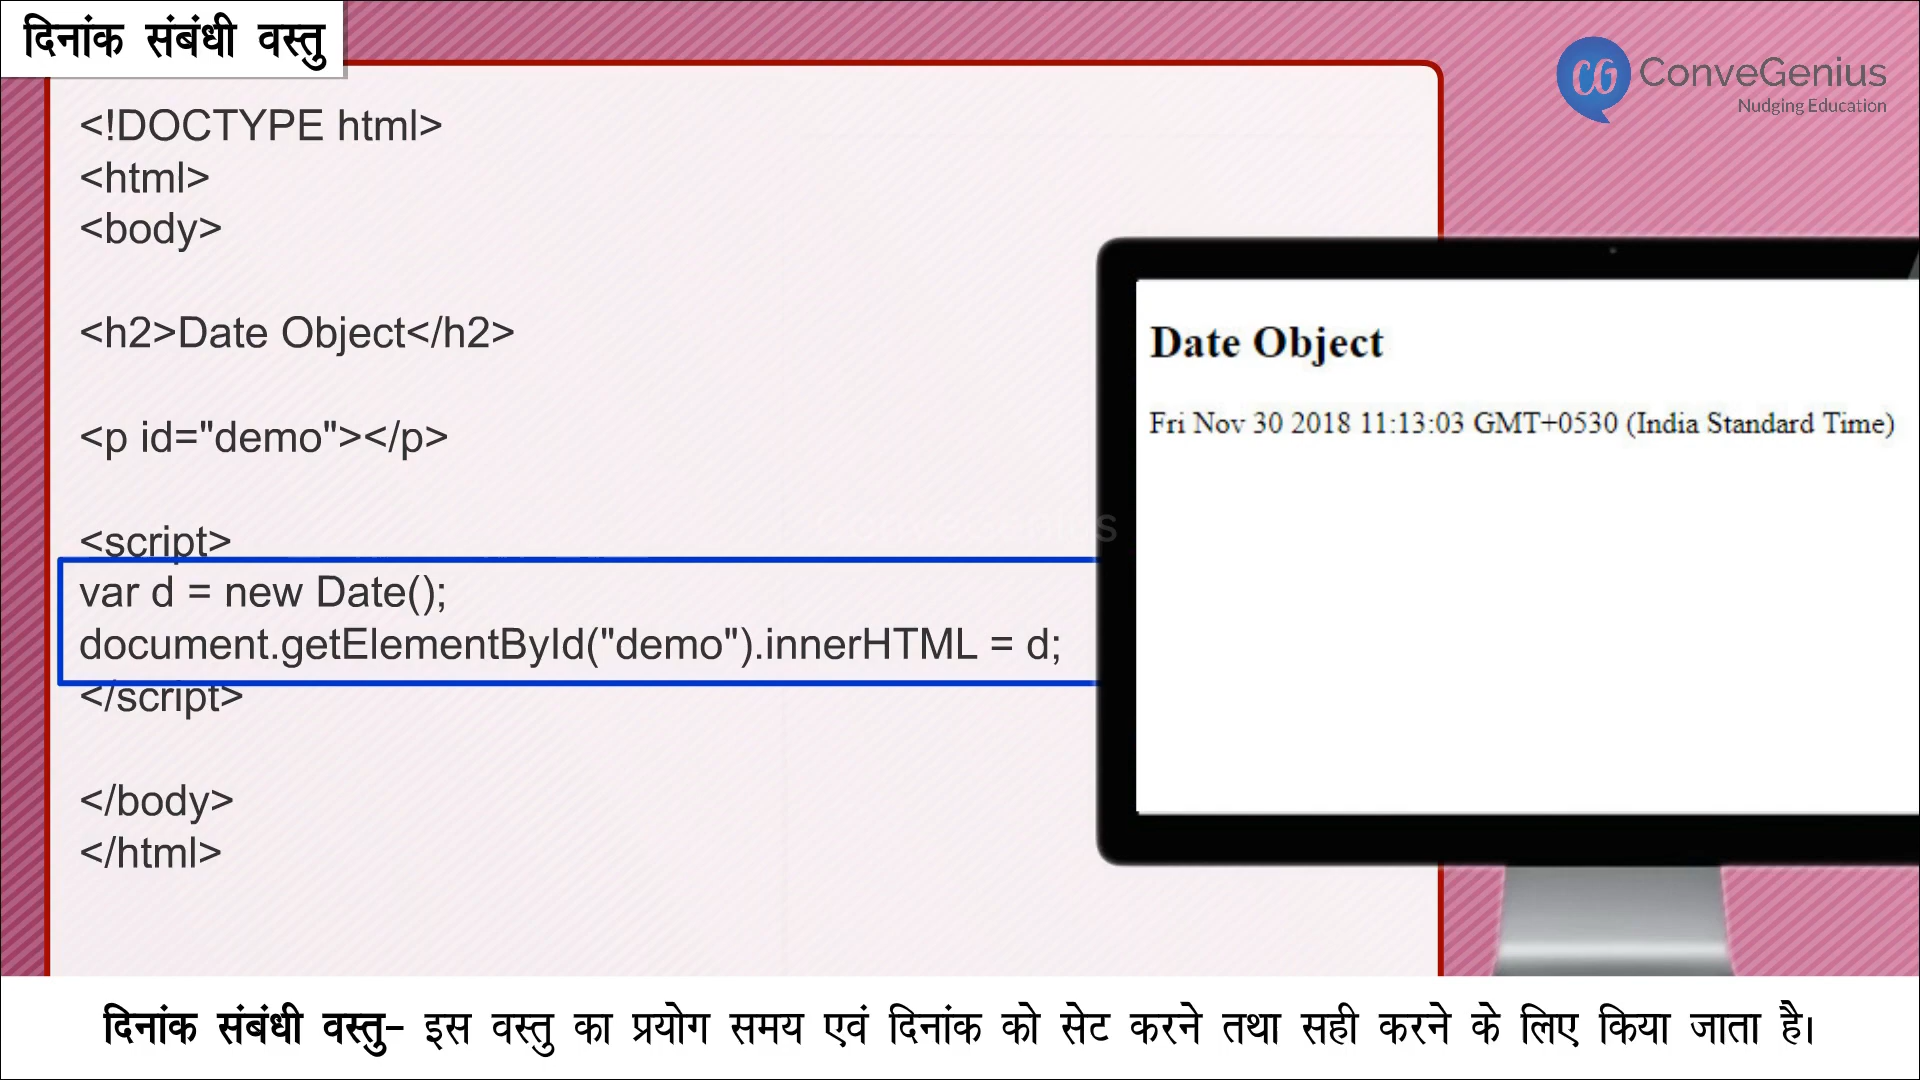 दिनांक संबंधी वस्तु
CG ConveGenius
Nudging Education
<!DOCTYPE html>
<html>
<body>
<h2>Date Object</h2>
<p id="demo"></p>
<script>
var d = new Date();
document.getElementById("demo").innerHTML = d;
</script>
</body>
</html>
Date Object
Fri Nov 30 2018 11:13:03 GMT+0530 (India Standard Time)
दिनांक संबंधी वस्तु– इस वस्तु का प्रयोग समय एवं दिनांक को सेट करने तथा सही करने के लिए किया जाता है।